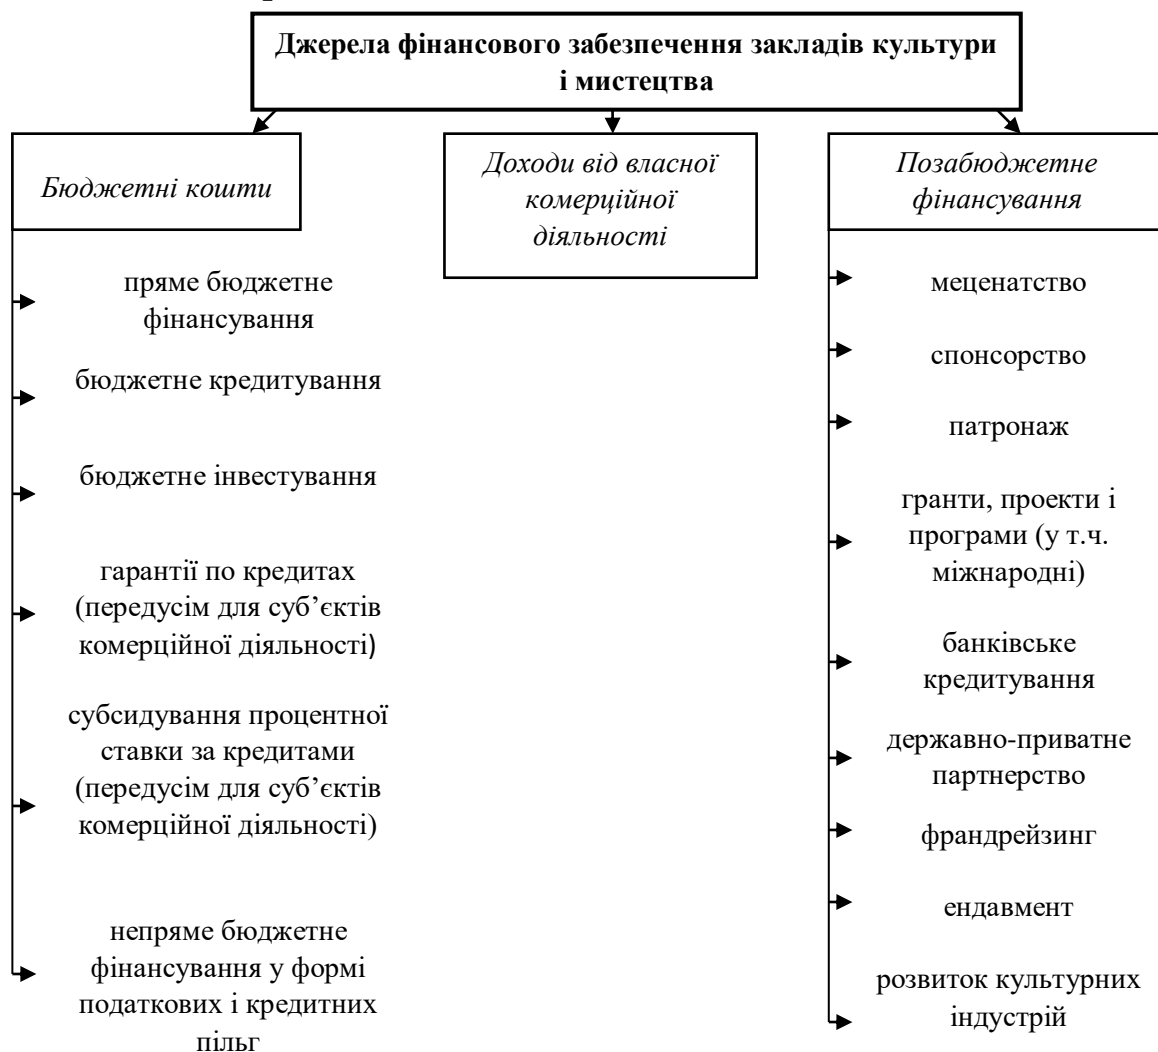 Джерела фінансового забезпечення закладів культури
і мистецтва
Бюджетні кошти
Доходи від власної
комерційної
діяльності
Позабюджетне
фінансування
пряме бюджетне
фінансування
бюджетне кредитування
бюджетне інвестування
гарантії по кредитах
(передусім для суб’єктів
комерційної діяльності)
субсидування процентної
ставки за кредитами
(передусім для суб’єктів
комерційної діяльності)
непряме бюджетне
фінансування у формі
податкових і кредитних
пільг
меценатство
спонсорство
патронаж
гранти, проекти і
програми (у т.ч.
міжнародні)
банківське
кредитування
державно-приватне
партнерство
франдрейзинг
ендавмент
розвиток культурних
індустрій